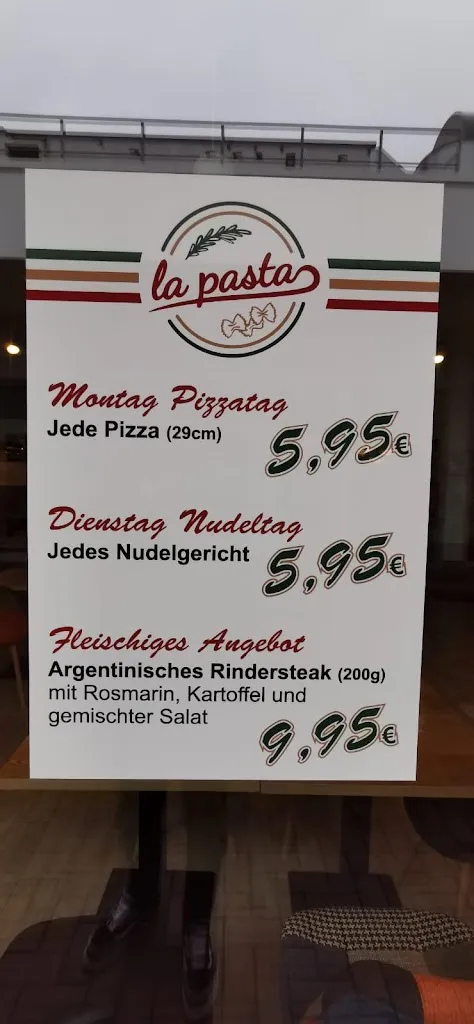 la pasta
Montag Pizzatag
Jede Pizza (29cm)
5,95€
Dienstag Nudeltag
Jedes Nudelgericht
5,95€
Fleischiges Angebot
Argentinisches Rindersteak (200g)
mit Rosmarin, Kartoffel und
gemischter Salat
9,95€